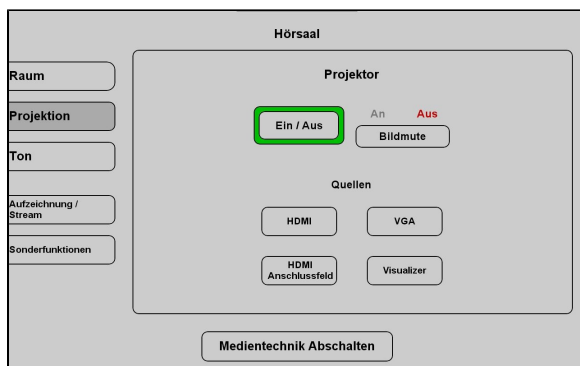 Hörsaal
Raum
Projektion
Ton
Aufzeichnung /
Stream
Sonderfunktionen
Projektor
Ein / Aus
An Aus
Bildmute
Quellen
HDMI VGA
HDMI
Anschlussfeld
Visualizer
Medientechnik Abschalten